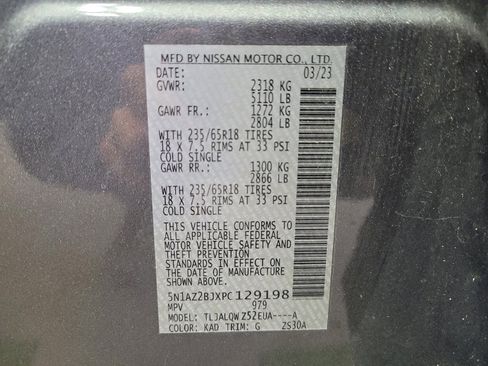 MFD BY NISSAN MOTOR CO., LTD.
DATE: 03/23
GVWR: 2318 KG
5110 LB
GAWR FR.: 1272 KG
2804 LB
WITH 235/65R18 TIRES
18 X 7.5 RIMS AT 33 PSI
COLD SINGLE
GAWR RR.: 1300 KG
2866 LB
WITH 235/65R18 TIRES
18 X 7.5 RIMS AT 33 PSI
COLD SINGLE
THIS VEHICLE CONFORMS TO
ALL APPLICABLE FEDERAL
MOTOR VEHICLE SAFETY AND
AND THEFT PREVENTION
STANDARDS IN EFFECT ON
THE DATE OF MANUFACTURE
SHOWN ABOVE.
5N1AZ2BJXPC129198
MPV 979
MODEL: TL3ALQW Z52EUA----A
COLOR: KAD TRIM: G ZS30A